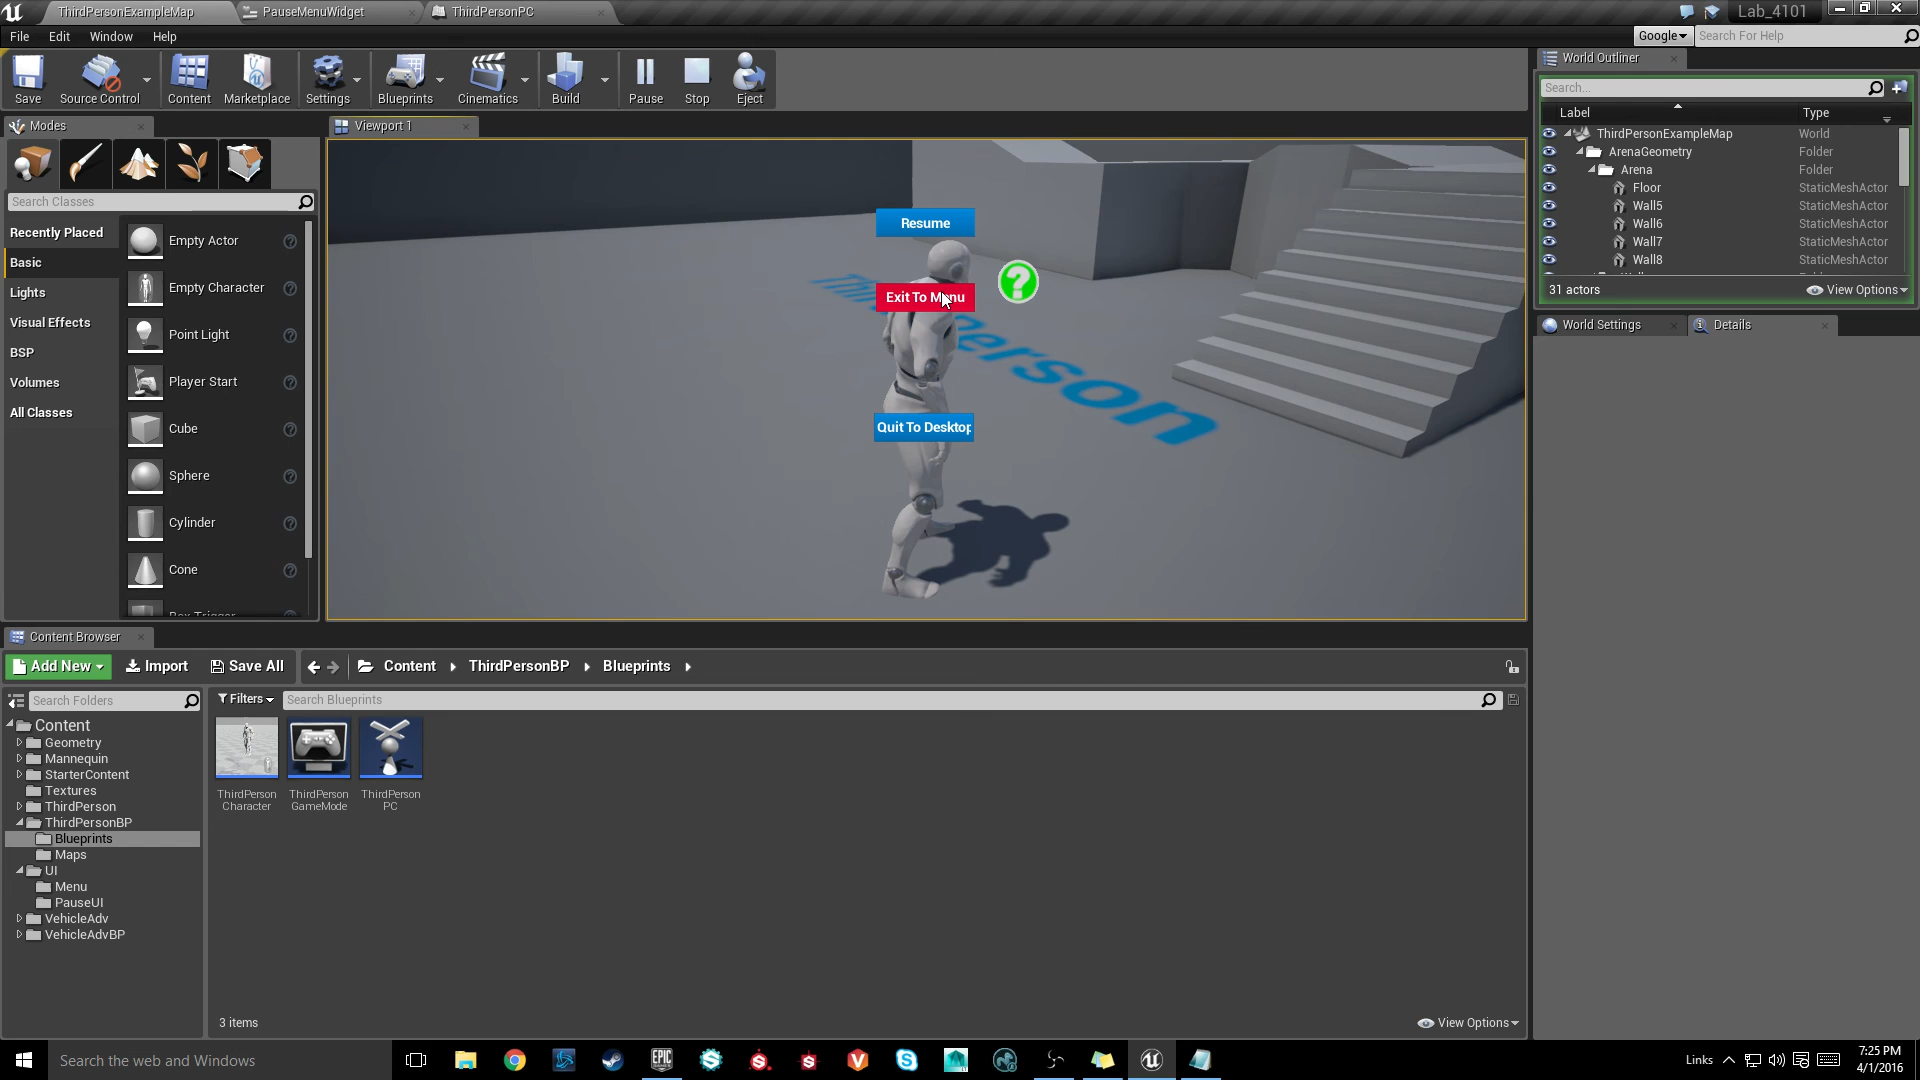 ThirdPersonExampleMap
PauseMenuWidget
ThirdPersonPC
Lab_4101
File Edit Window Help
Google
Search For Help
Save
Source Control
Content
Marketplace
Settings
Blueprints
Cinematics
Build
Pause
Stop
Eject
Modes
Search Classes
Recently Placed
Basic
Lights
Visual Effects
BSP
Volumes
All Classes
Empty Actor
Empty Character
Point Light
Player Start
Cube
Sphere
Cylinder
Cone
Box Trigger
Viewport 1
Resume
Exit To Menu
Quit To Desktop
World Outliner
Search...
Label Type
ThirdPersonExampleMap World
ArenaGeometry Folder
Arena Folder
Floor StaticMeshActor
Wall5 StaticMeshActor
Wall6 StaticMeshActor
Wall7 StaticMeshActor
Wall8 StaticMeshActor
31 actors
View Options
World Settings
Details
Content Browser
Add New
Import
Save All
Content
ThirdPersonBP
Blueprints
Search Folders
Filters
Search Blueprints
Content
Geometry
Mannequin
StarterContent
Textures
ThirdPerson
ThirdPersonBP
Blueprints
Maps
UI
Menu
PauseUI
VehicleAdv
VehicleAdvBP
ThirdPerson
Character
ThirdPerson
GameMode
ThirdPerson
PC
3 items
View Options
Search the web and Windows
EPIC
GAMES
Links
7:25 PM
4/1/2016